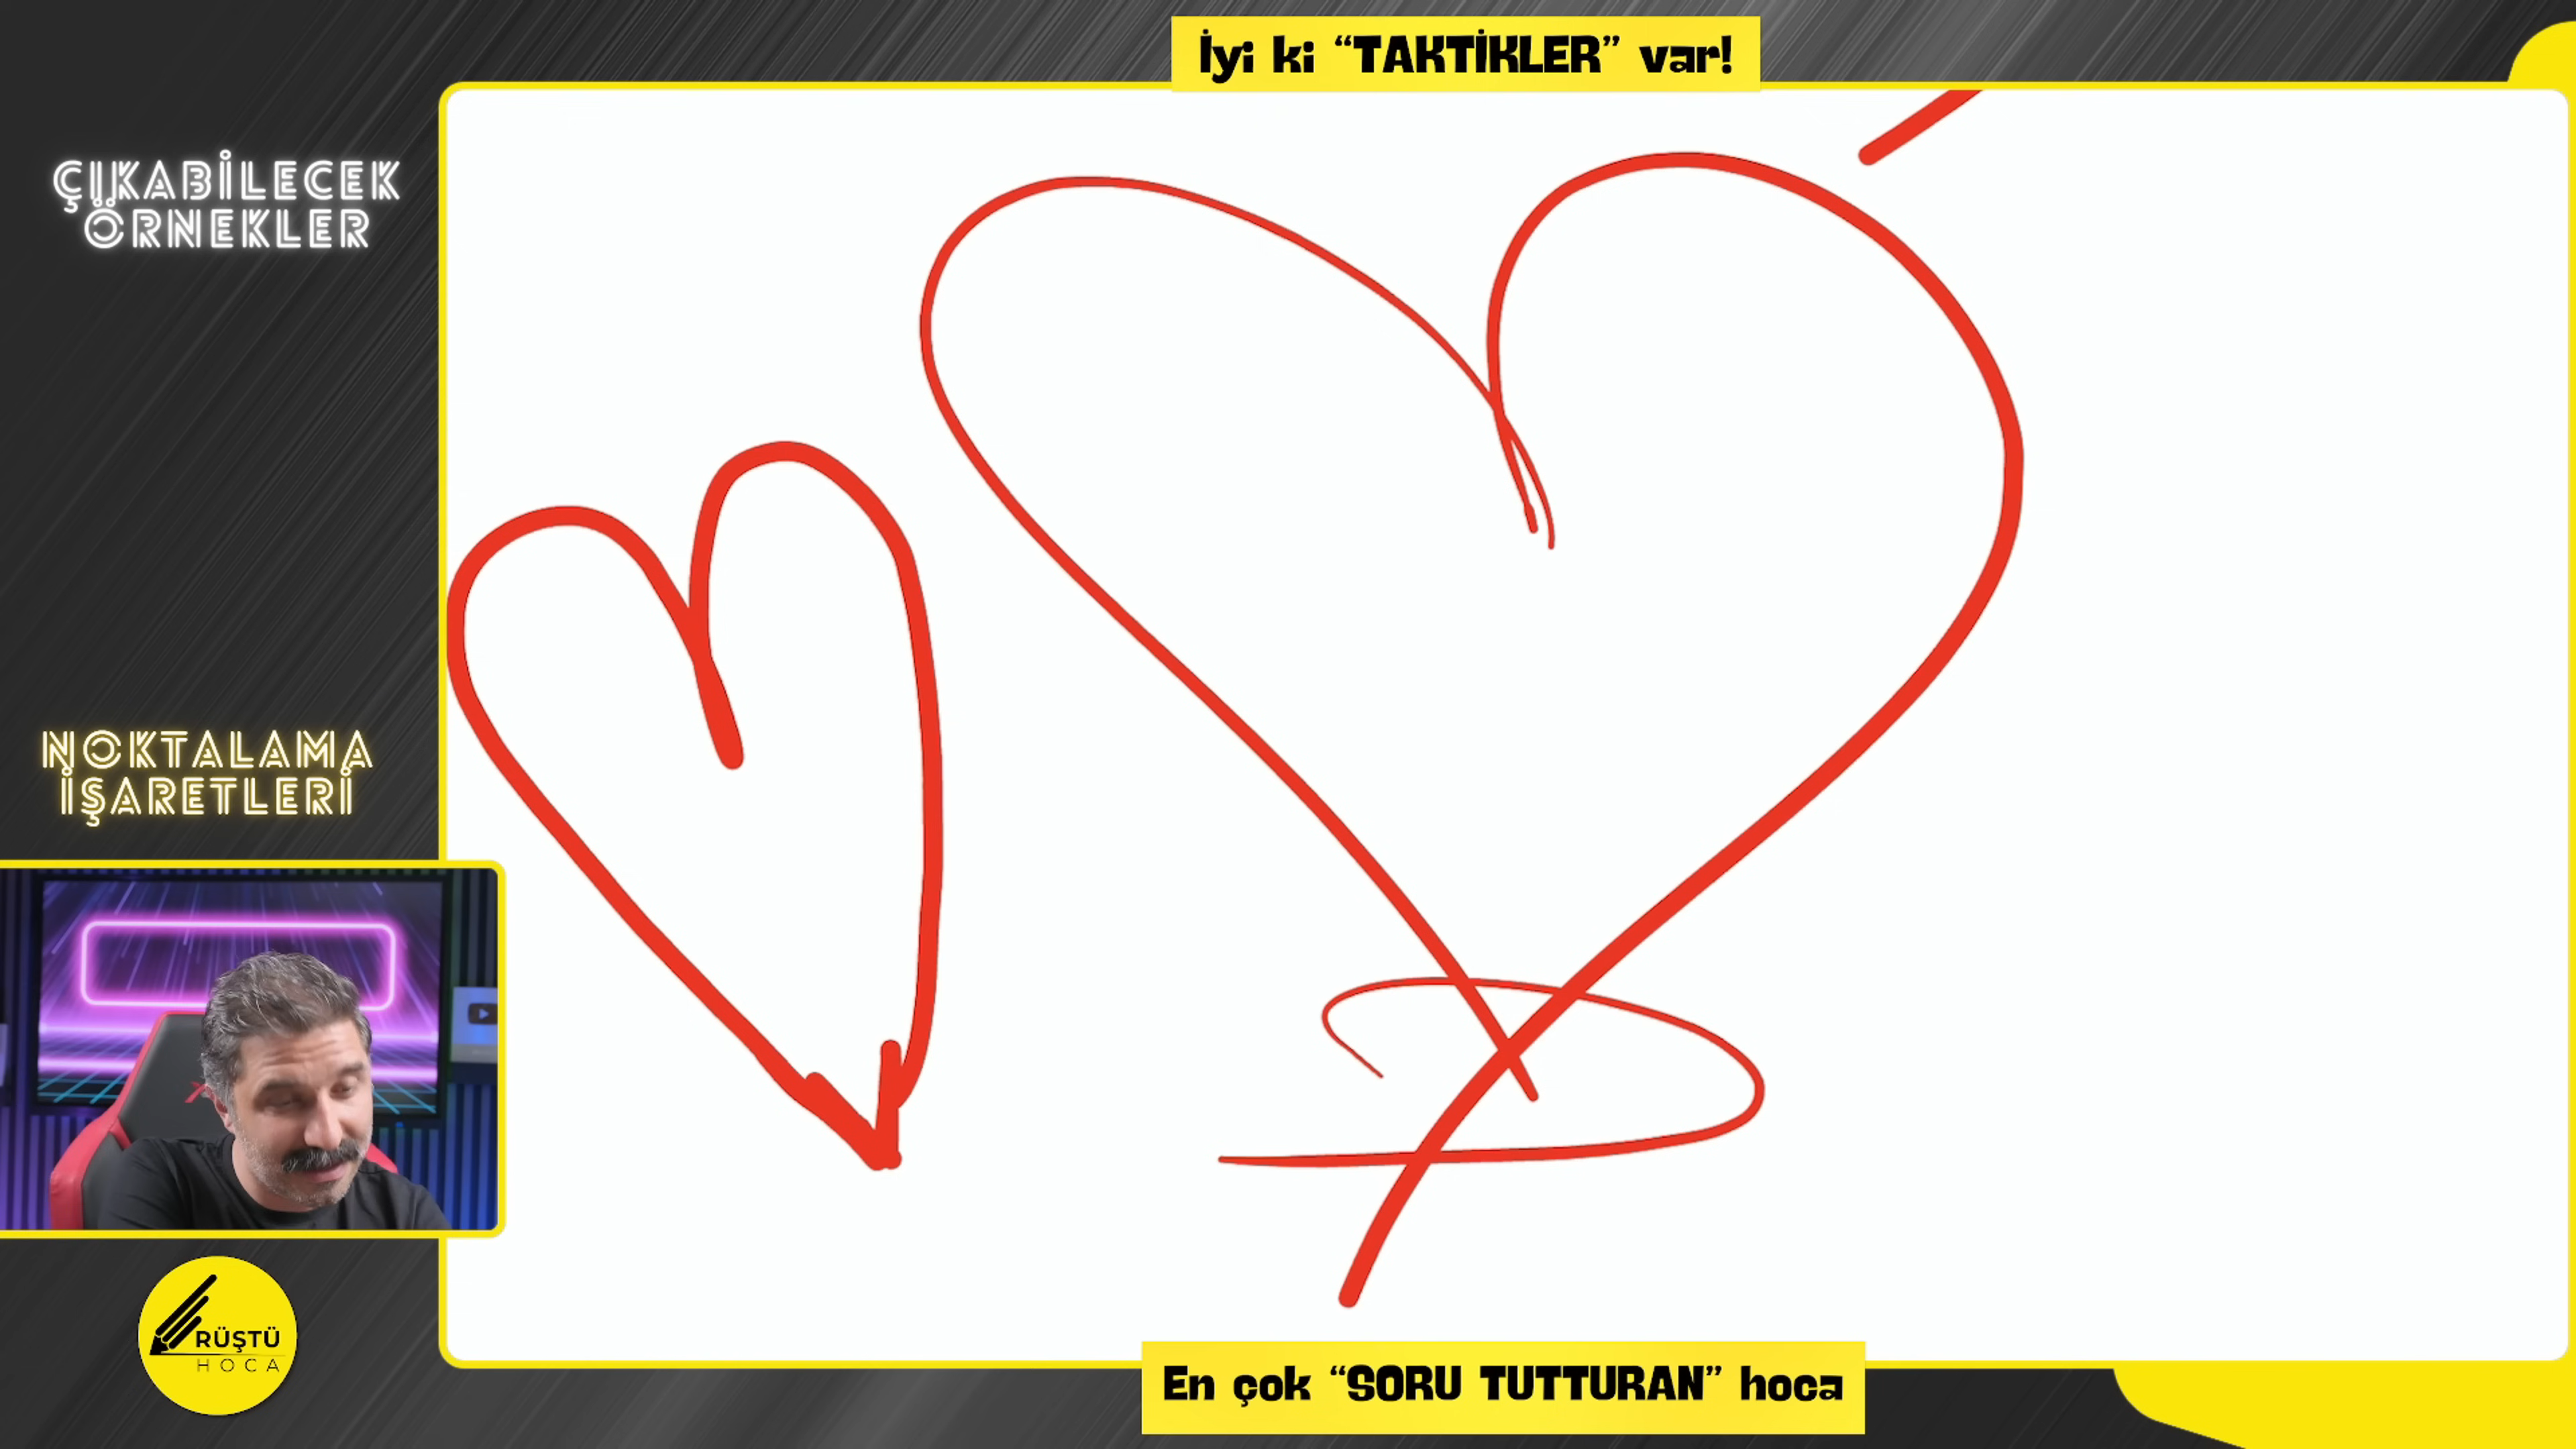 İyi ki “TAKTİKLER” var!
ÇIKABİLECEK
ÖRNEKLER
NOKTALAMA
İŞARETLERİ
RÜŞTÜ
HOCA
En çok “SORU TUTTURAN” hoca